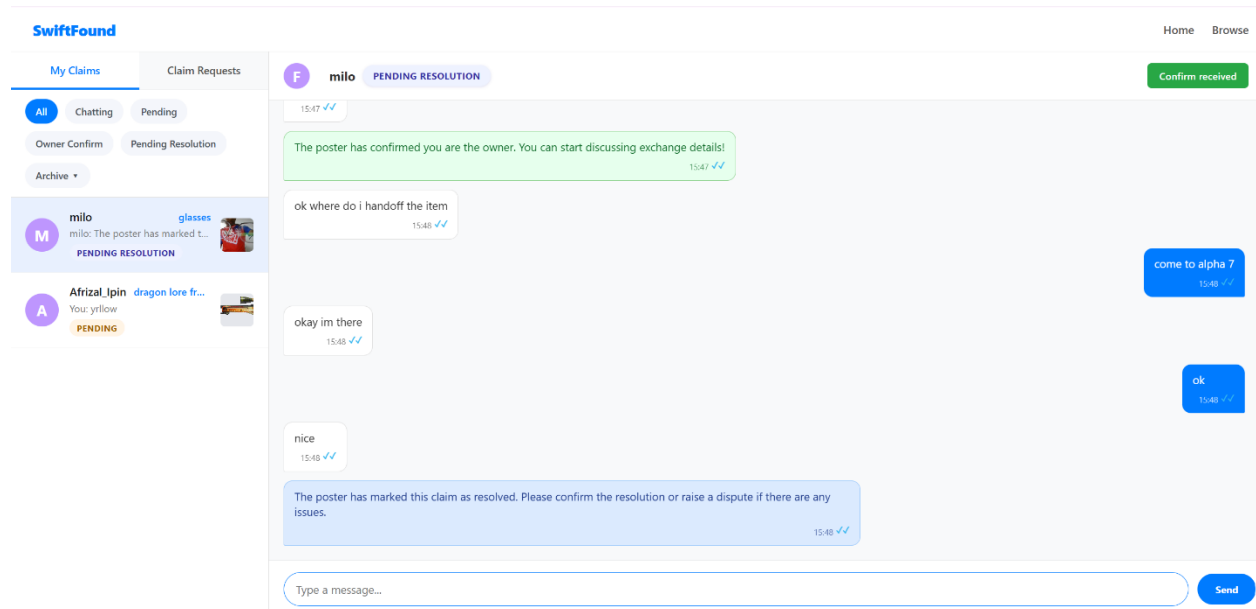 SwiftFound
Home Browse
My Claims Claim Requests
All Chatting Pending
Owner Confirm Pending Resolution
Archive ▾
M
milo glasses
milo: The poster has marked t...
PENDING RESOLUTION
A
Afrizal_Ipin dragon lore fr...
You: yrllow
PENDING
F milo PENDING RESOLUTION Confirm received
15:47 ✓✓
The poster has confirmed you are the owner. You can start discussing exchange details!
15:47 ✓✓
ok where do i handoff the item
15:48 ✓✓
come to alpha 7
15:48 ✓✓
okay im there
15:48 ✓✓
ok
15:48 ✓✓
nice
15:48 ✓✓
The poster has marked this claim as resolved. Please confirm the resolution or raise a dispute if there are any
issues.
15:48 ✓✓
Type a message... Send